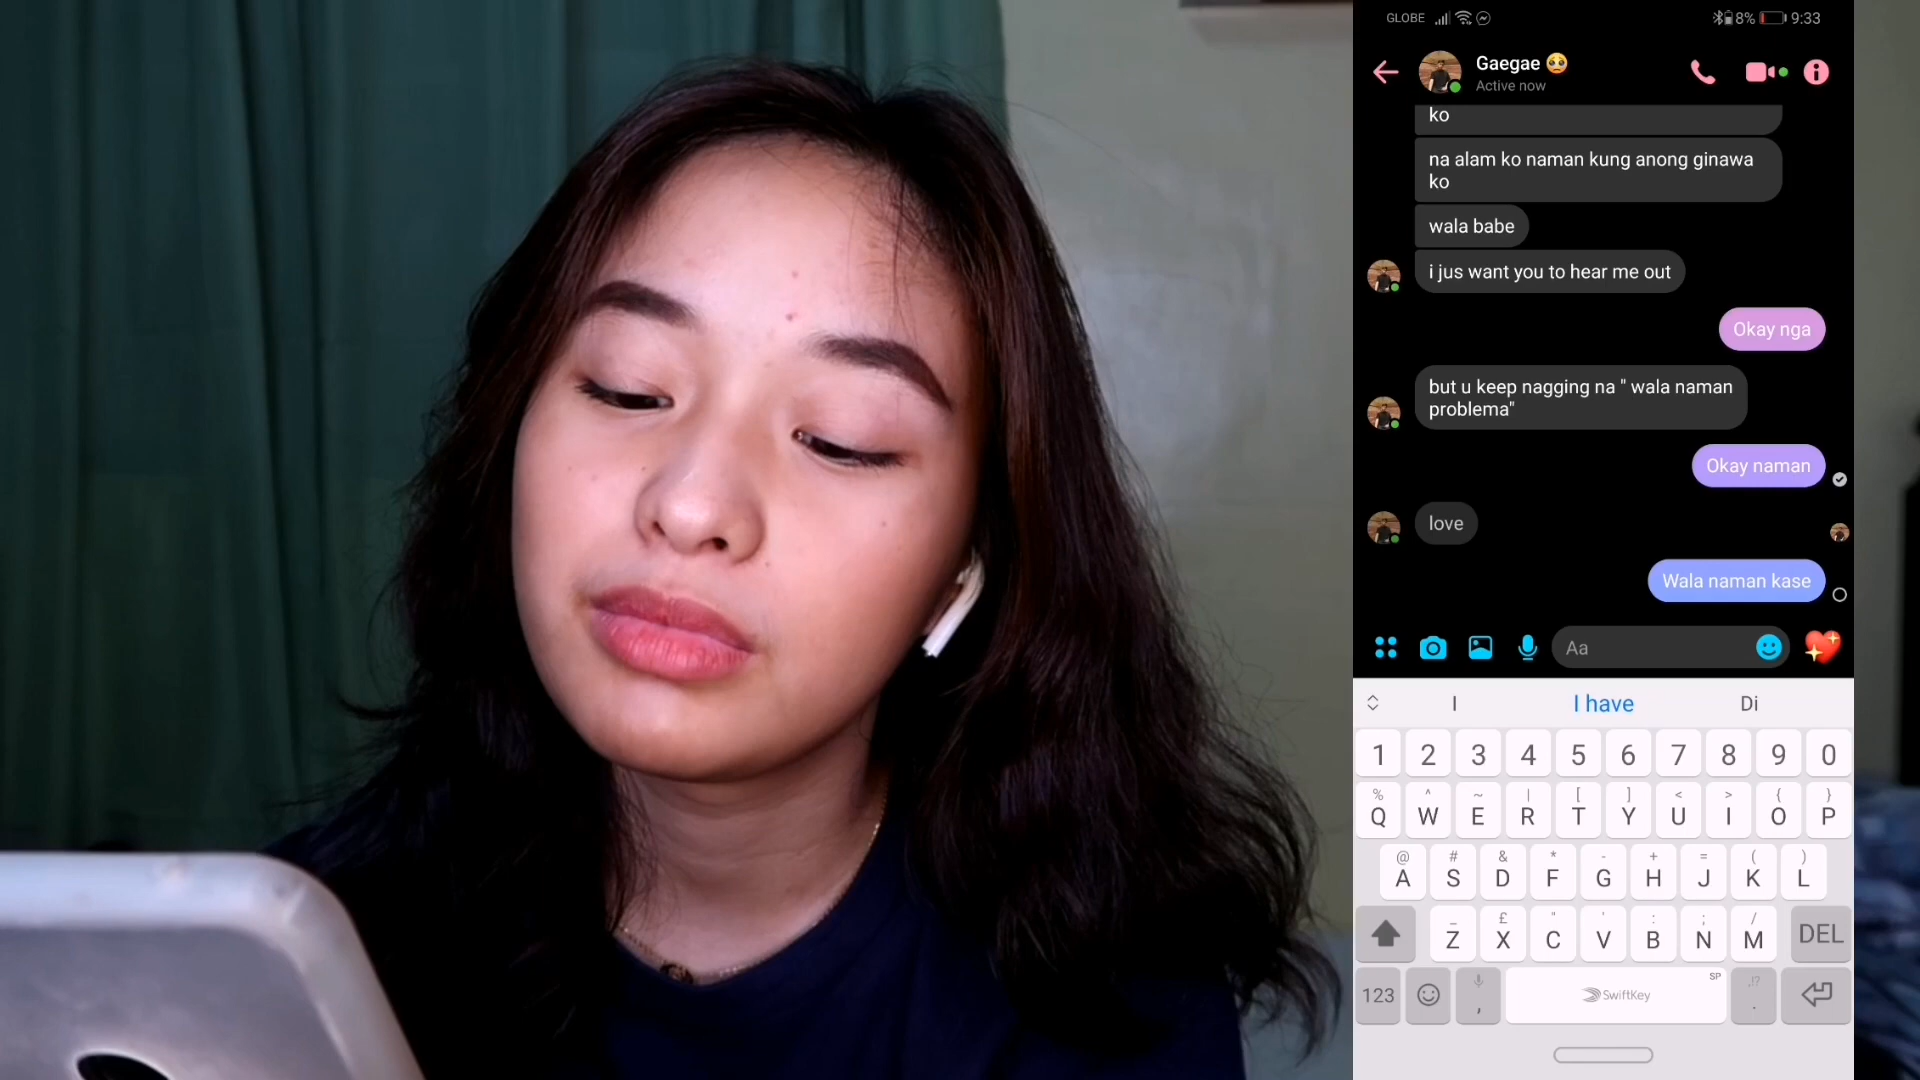 GLOBE
8%
9:33
Gaegae
Active now
ko
na alam ko naman kung anong ginawa
ko
wala babe
i jus want you to hear me out
Okay nga
but u keep nagging na " wala naman
problema"
Okay naman
love
Wala naman kase
Aa
I
I have
Di
1 2 3 4 5 6 7 8 9 0
% ^ ~ | [ ] < > { }
Q W E R T Y U I O P
@ # & * - + = ( )
A S D F G H J K L
_ £ " ' : ; /
Z X C V B N M DEL
SP
,!?
123 , SwiftKey .